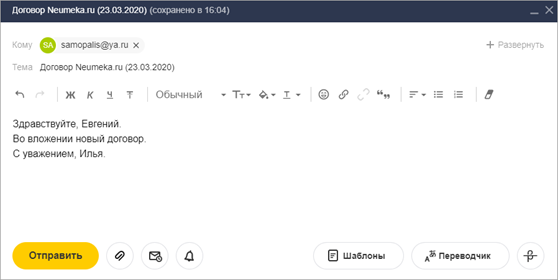 Договор Neumeka.ru (23.03.2020) (сохранено в 16:04)
Кому SA samopalis@ya.ru Развернуть
Тема Договор Neumeka.ru (23.03.2020)
Ж К Ч Т Обычный Тт Т
Здравствуйте, Евгений.
Во вложении новый договор.
С уважением, Илья.
Отправить Шаблоны Переводчик